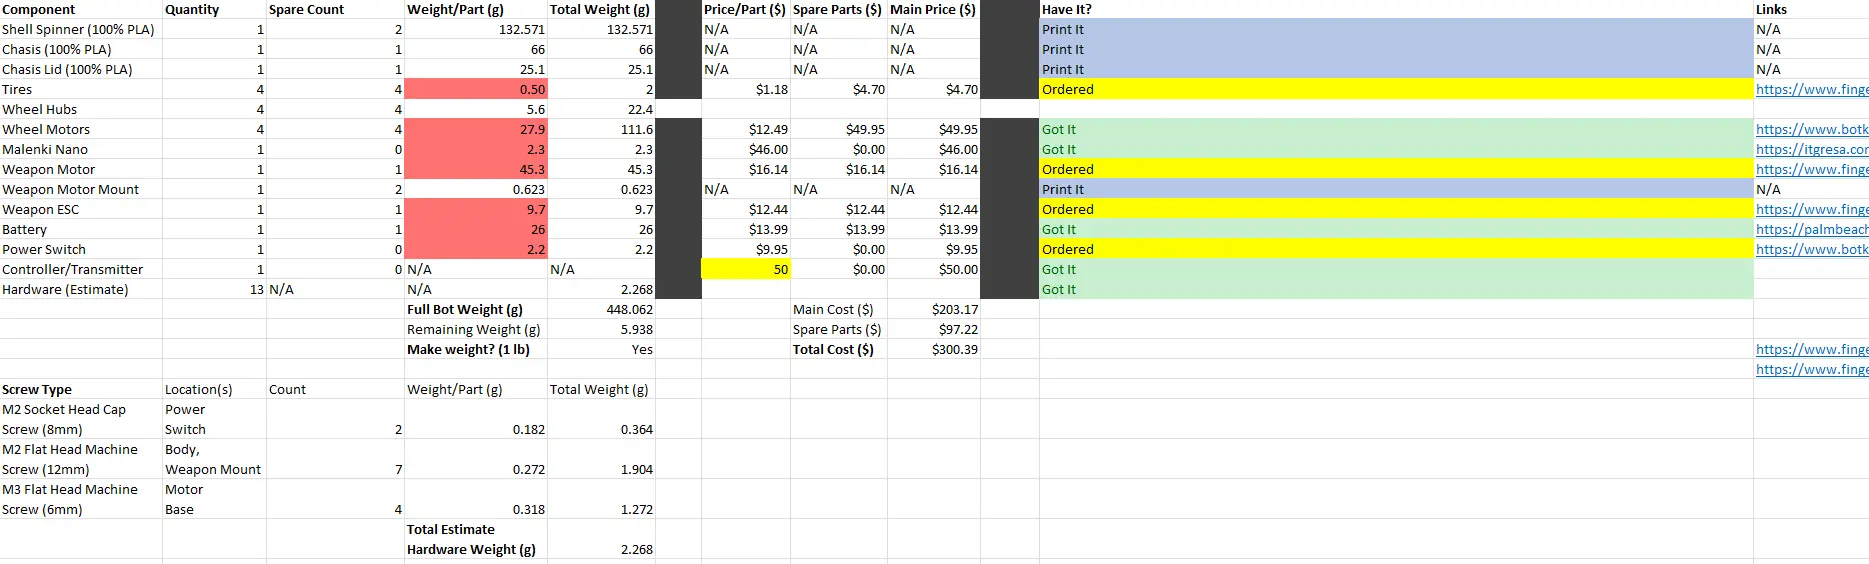 Component Quantity Spare Count Weight/Part (g) Total Weight (g) Price/Part ($) Spare Parts ($) Main Price ($) Have It? Links
Shell Spinner (100% PLA) 1 2 132.571 132.571 N/A N/A N/A Print It N/A
Chasis (100% PLA) 1 1 66 66 N/A N/A N/A Print It N/A
Chasis Lid (100% PLA) 1 1 25.1 25.1 N/A N/A N/A Print It N/A
Tires 4 4 0.50 2 $1.18 $4.70 $4.70 Ordered https://www.finge
Wheel Hubs 4 4 5.6 22.4
Wheel Motors 4 4 27.9 111.6 $12.49 $49.95 $49.95 Got It https://www.botk
Malenki Nano 1 0 2.3 2.3 $46.00 $0.00 $46.00 Got It https://itgresa.cor
Weapon Motor 1 1 45.3 45.3 $16.14 $16.14 $16.14 Ordered https://www.finge
Weapon Motor Mount 1 2 0.623 0.623 N/A N/A N/A Print It N/A
Weapon ESC 1 1 9.7 9.7 $12.44 $12.44 $12.44 Ordered https://www.finge
Battery 1 1 26 26 $13.99 $13.99 $13.99 Got It https://palmbeach
Power Switch 1 0 2.2 2.2 $9.95 $0.00 $9.95 Ordered https://www.botk
Controller/Transmitter 1 0 N/A N/A 50 $0.00 $50.00 Got It
Hardware (Estimate) 13 N/A N/A 2.268 Got It
Full Bot Weight (g) 448.062 Main Cost ($) $203.17
Remaining Weight (g) 5.938 Spare Parts ($) $97.22
Make weight? (1 lb) Yes Total Cost ($) $300.39 https://www.finge
https://www.finge
Screw Type Location(s) Count Weight/Part (g) Total Weight (g)
M2 Socket Head Cap Power
Screw (8mm) Switch 2 0.182 0.364
M2 Flat Head Machine Body,
Screw (12mm) Weapon Mount 7 0.272 1.904
M3 Flat Head Machine Motor
Screw (6mm) Base 4 0.318 1.272
Total Estimate
Hardware Weight (g) 2.268